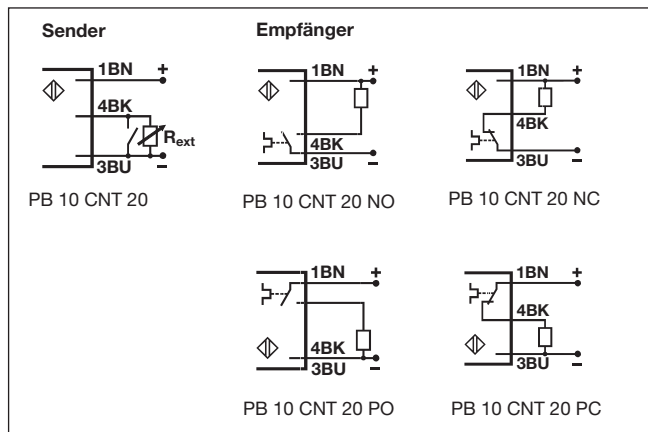 Sender
1BN +
4BK
Rext
3BU –
PB 10 CNT 20
Empfänger
1BN +
4BK
3BU –
PB 10 CNT 20 NO
1BN +
4BK
3BU –
PB 10 CNT 20 NC
1BN +
4BK
3BU –
PB 10 CNT 20 PO
1BN +
4BK
3BU –
PB 10 CNT 20 PC